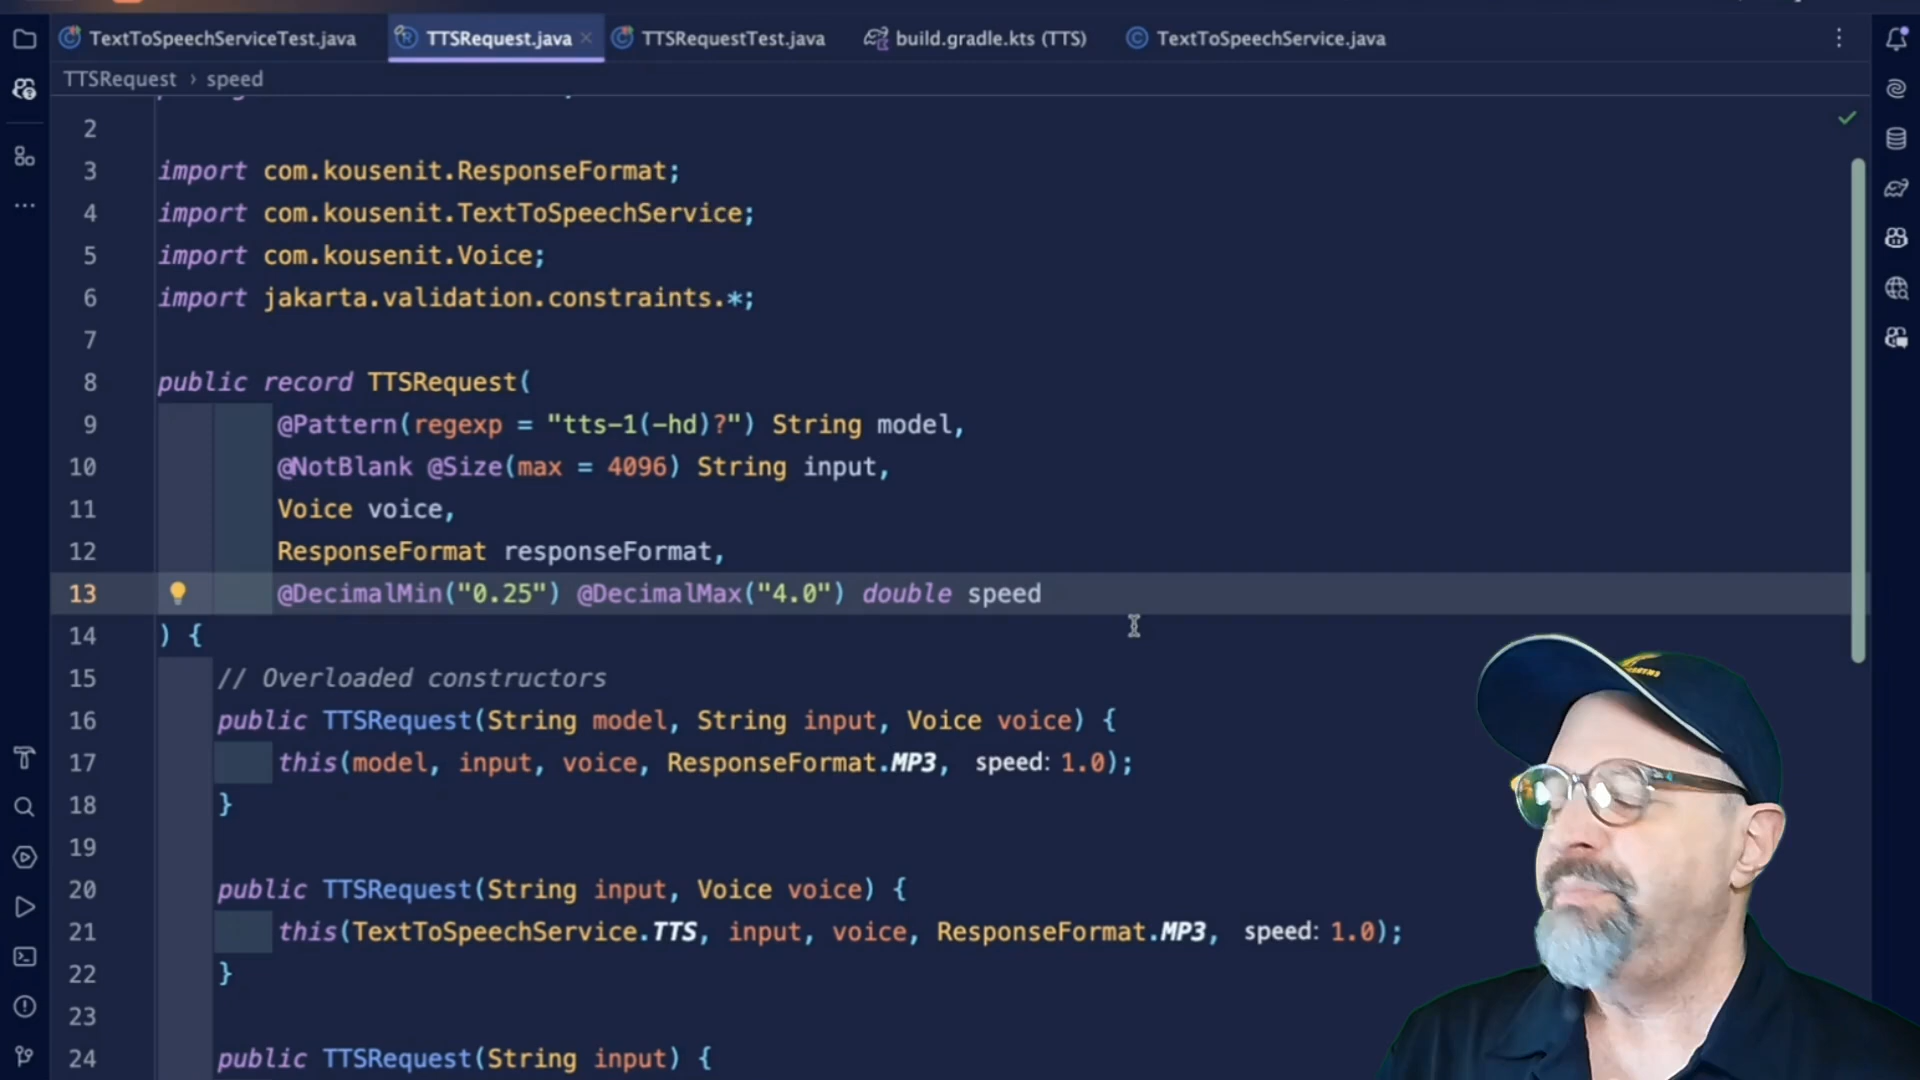 TextToSpeechServiceTest.java TTSRequest.java TTSRequestTest.java build.gradle.kts (TTS) TextToSpeechService.java
TTSRequest › speed
2
3 import com.kousenit.ResponseFormat;
4 import com.kousenit.TextToSpeechService;
5 import com.kousenit.Voice;
6 import jakarta.validation.constraints.*;
7
8 public record TTSRequest(
9 @Pattern(regexp = "tts-1(-hd)?") String model,
10 @NotBlank @Size(max = 4096) String input,
11 Voice voice,
12 ResponseFormat responseFormat,
13 @DecimalMin("0.25") @DecimalMax("4.0") double speed
14 ) {
15 // Overloaded constructors
16 public TTSRequest(String model, String input, Voice voice) {
17 this(model, input, voice, ResponseFormat.MP3, speed: 1.0);
18 }
19
20 public TTSRequest(String input, Voice voice) {
21 this(TextToSpeechService.TTS, input, voice, ResponseFormat.MP3, speed: 1.0);
22 }
23
24 public TTSRequest(String input) {